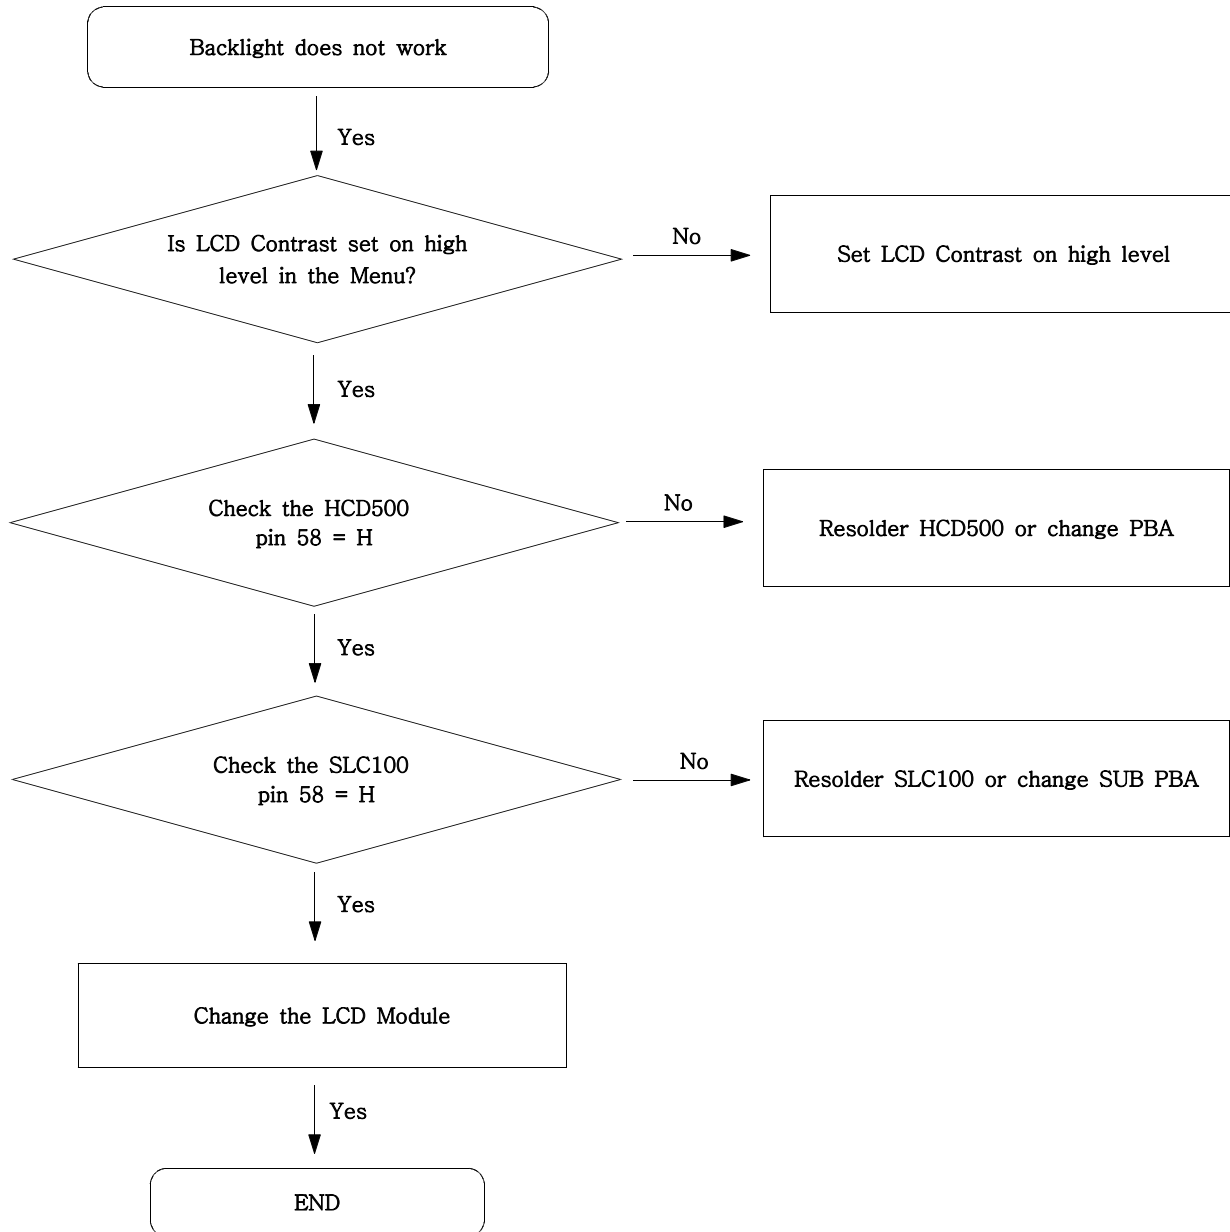 Backlight does not work
Yes
Is LCD Contrast set on high
level in the Menu?
No
Set LCD Contrast on high level
Yes
Check the HCD500
pin 58 = H
No
Resolder HCD500 or change PBA
Yes
Check the SLC100
pin 58 = H
No
Resolder SLC100 or change SUB PBA
Yes
Change the LCD Module
Yes
END